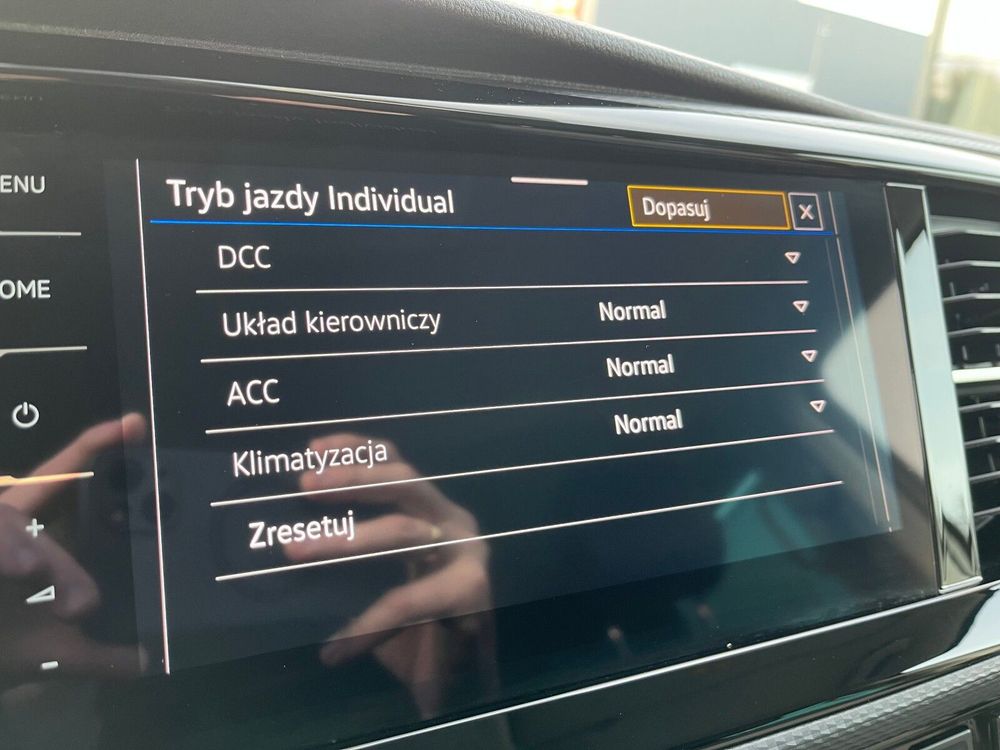 ENU
OME
Tryb jazdy Individual
Dopasuj
X
DCC
Układ kierowniczy Normal
ACC Normal
Klimatyzacja Normal
Zresetuj
+
-